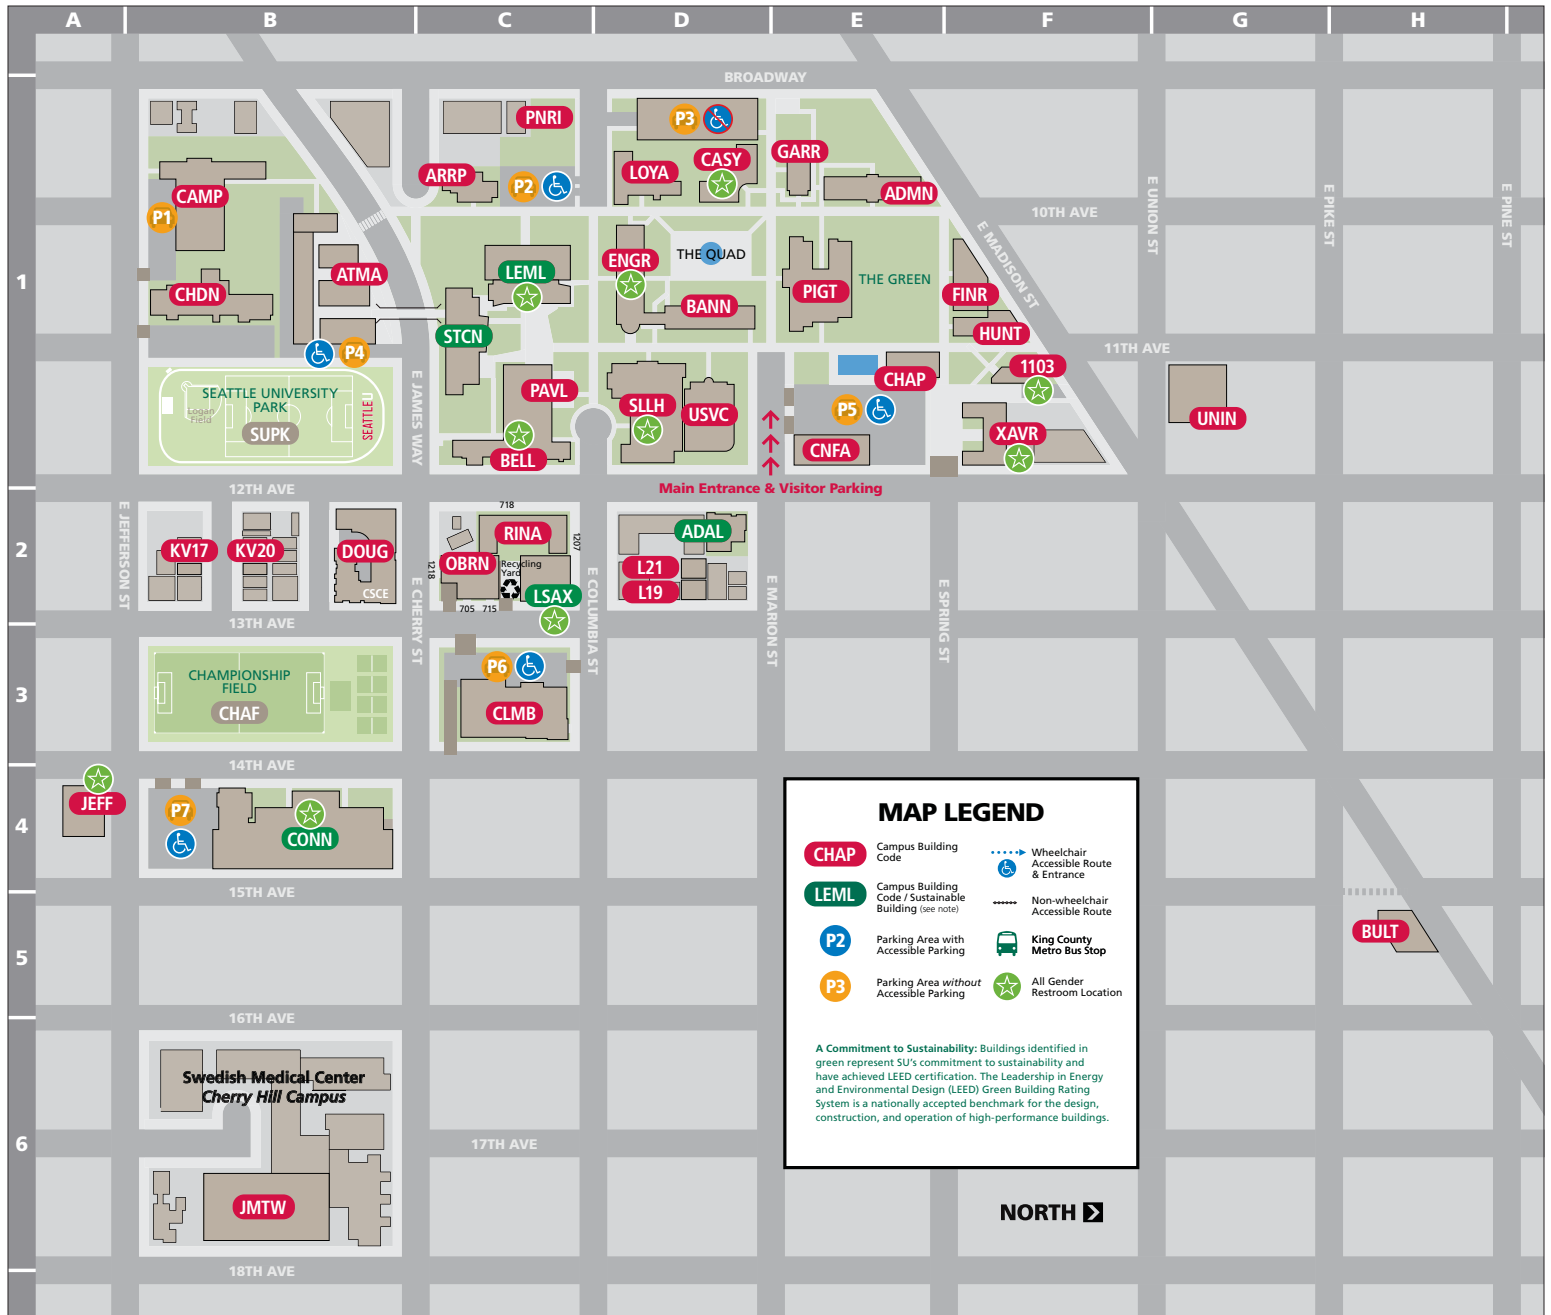 A B C D E F G H
BROADWAY
1
PNRI
P3
GARR
CASY
LOYA
ARRP
P2
ADMN
CAMP
P1
10TH AVE
E UNION ST
E PIKE ST
E PINE ST
E MADISON ST
THE QUAD
ENGR
LEML
ATMA
CHDN
THE GREEN
PIGT
FINR
BANN
HUNT
STCN
11TH AVE
P4
1103
CHAP
E JAMES WAY
SEATTLE UNIVERSITY
PARK
Logan
Field
SUPK
SEATTLEU
PAVL
SLLH
USVC
P5
UNIN
XAVR
CNFA
BELL
12TH AVE
Main Entrance & Visitor Parking
2
E JEFFERSON ST
KV17
KV20
DOUG
CSCE
718
RINA
1207
OBRN
1218
Recycling
Yard
LSAX
705 715
ADAL
L21
L19
E CHERRY ST
E COLUMBIA ST
E MARION ST
E SPRING ST
13TH AVE
3
CHAMPIONSHIP
FIELD
CHAF
P6
CLMB
14TH AVE
4
JEFF
P7
CONN
15TH AVE
MAP LEGEND
CHAP
Campus Building
Code
LEML
Campus Building
Code / Sustainable
Building (see note)
P2
Parking Area with
Accessible Parking
P3
Parking Area without
Accessible Parking
Wheelchair
Accessible Route
& Entrance
Non-wheelchair
Accessible Route
King County
Metro Bus Stop
All Gender
Restroom Location
A Commitment to Sustainability: Buildings identified in
green represent SU's commitment to sustainability and
have achieved LEED certification. The Leadership in Energy
and Environmental Design (LEED) Green Building Rating
System is a nationally accepted benchmark for the design,
construction, and operation of high-performance buildings.
5
BULT
16TH AVE
Swedish Medical Center
Cherry Hill Campus
6
17TH AVE
JMTW
NORTH
18TH AVE